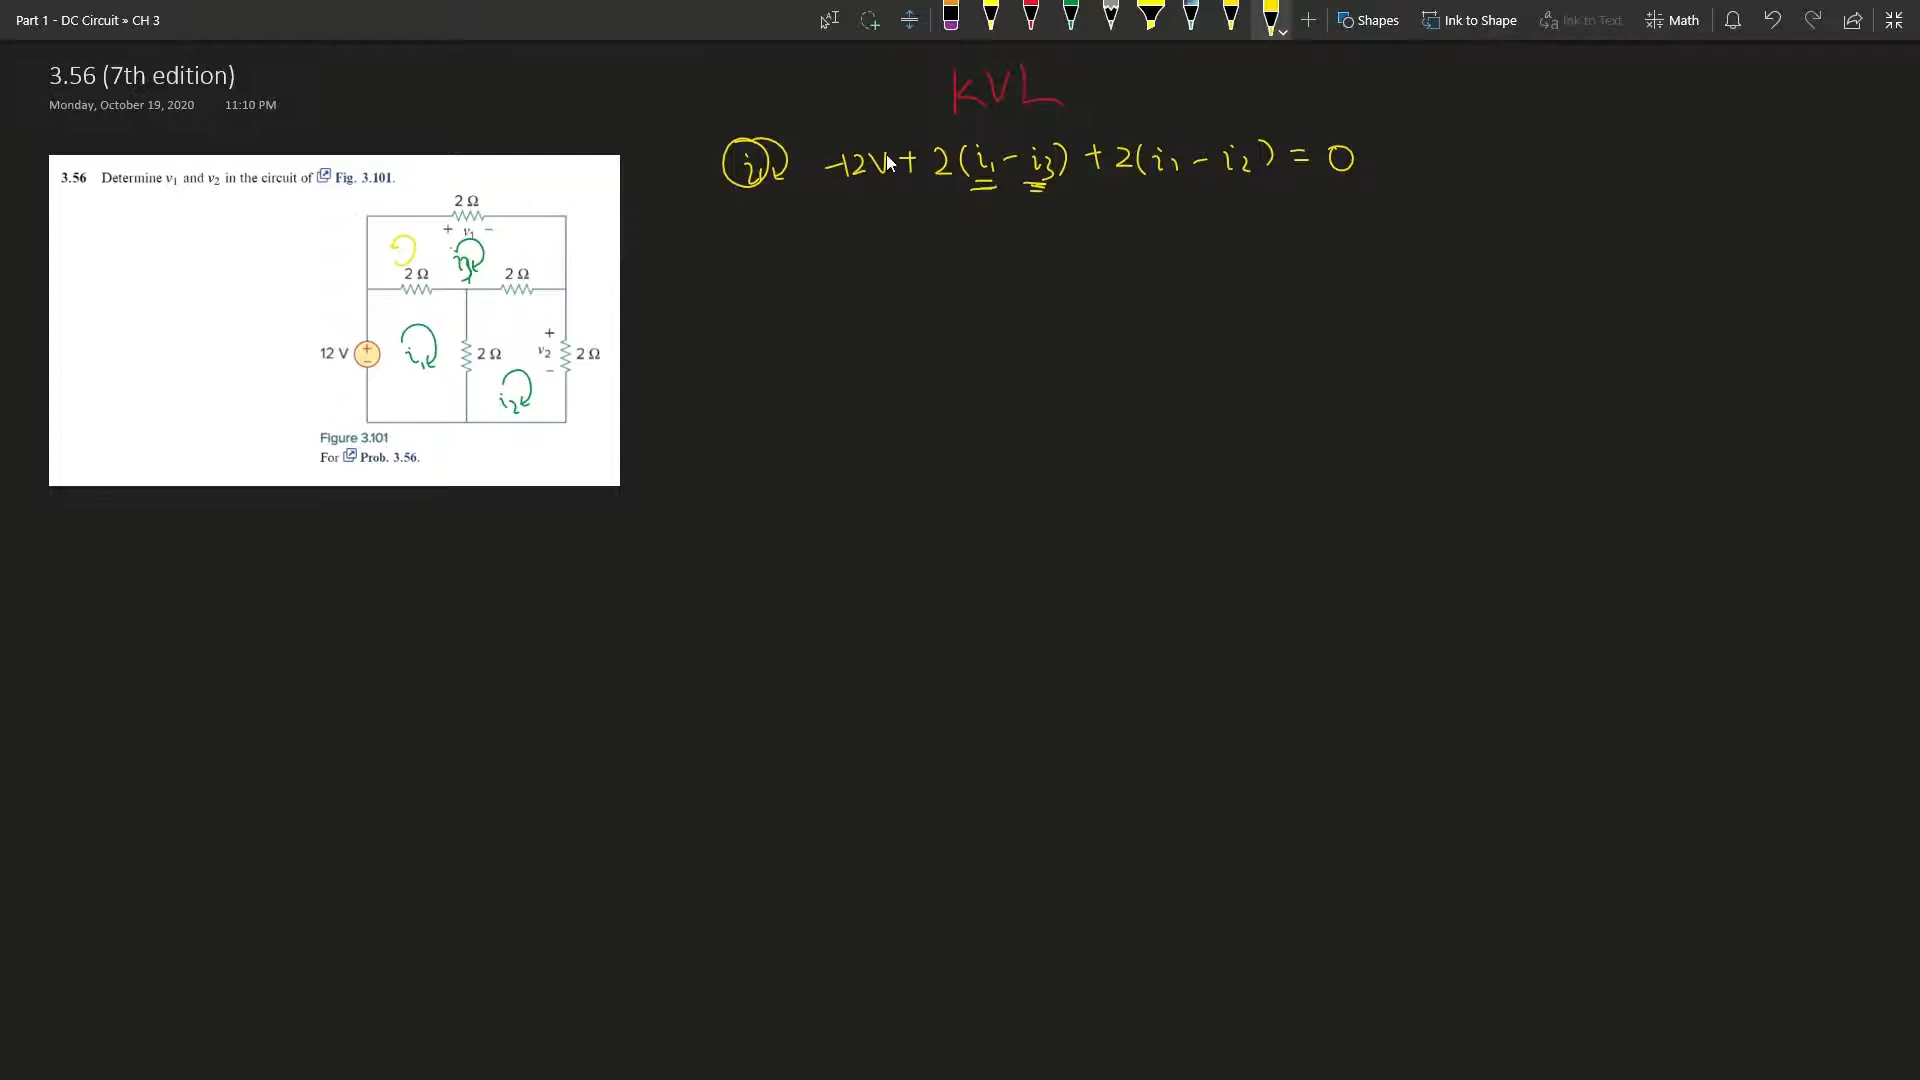 Part 1 - DC Circuit » CH 3
Shapes
Ink to Shape
Ink to Text
Math
3.56 (7th edition)
Monday, October 19, 2020 11:10 PM
KVL
i₁ -12V + 2(i₁ - i₃) + 2(i₁ - i₂) = 0
3.56 Determine v₁ and v₂ in the circuit of Fig. 3.101.
2 Ω
+ v₁ −
i₃
2 Ω 2 Ω
12 V + − i₁ 2 Ω + v₂ − 2 Ω
i₂
Figure 3.101
For Prob. 3.56.